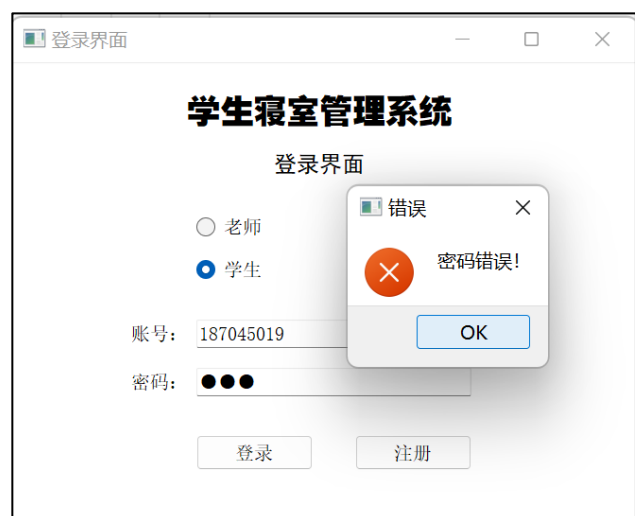 登录界面
学生寝室管理系统
登录界面
老师
学生
账号：
187045019
密码：
●●●
登录
注册
错误
密码错误！
OK